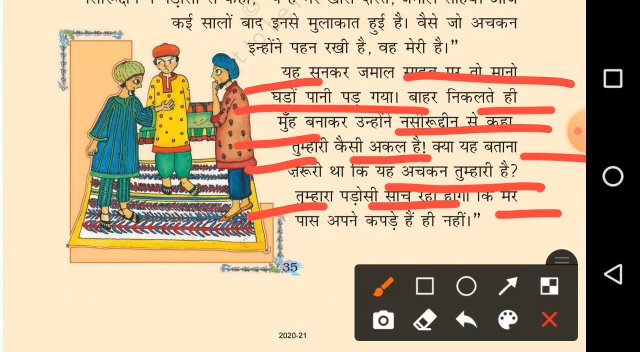 कई सालों बाद इनसे मुलाकात हुई है। वैसे जो अचकन
इन्होंने पहन रखी है, वह मेरी है।”
यह सुनकर जमाल साहब पर तो मानो
घड़ों पानी पड़ गया। बाहर निकलते ही
मुँह बनाकर उन्होंने नसीरूद्दीन से कहा,
तुम्हारी कैसी अकल है! क्या यह बताना
ज़रूरी था कि यह अचकन तुम्हारी है?
तुम्हारा पड़ोसी सोच रहा होगा कि मेरे
पास अपने कपड़े हैं ही नहीं।”
35
2020-21